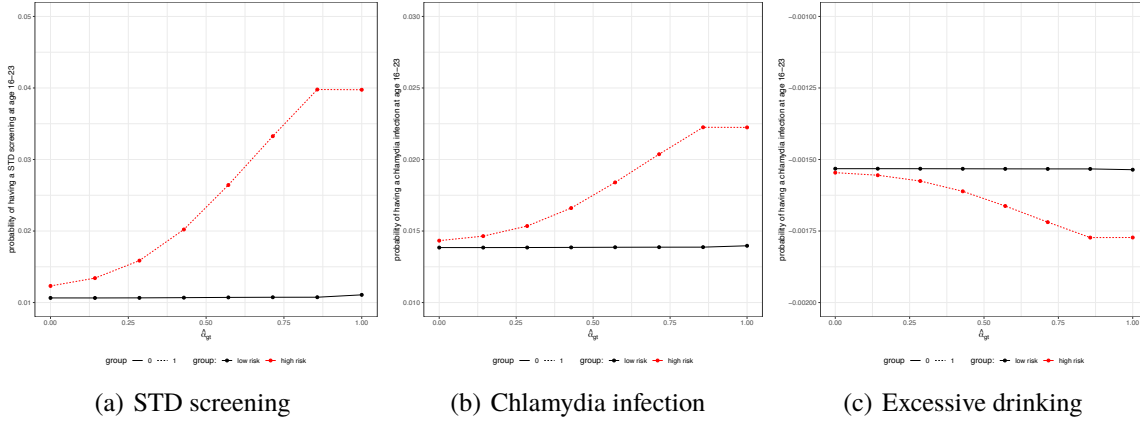 probability of having a STD screening at age 16−23
0.05
0.04
0.03
0.02
0.01
0.00 0.25 0.50 0.75 1.00
α̂gt
group 0 1 group: low risk high risk
(a) STD screening
probability of having a chlamydia infection at age 16−23
0.030
0.025
0.020
0.015
0.010
0.00 0.25 0.50 0.75 1.00
α̂gt
group 0 1 group: low risk high risk
(b) Chlamydia infection
probability of having a chlamydia infection at age 16−23
−0.00100
−0.00125
−0.00150
−0.00175
−0.00200
0.00 0.25 0.50 0.75 1.00
α̂gt
group 0 1 group: low risk high risk
(c) Excessive drinking